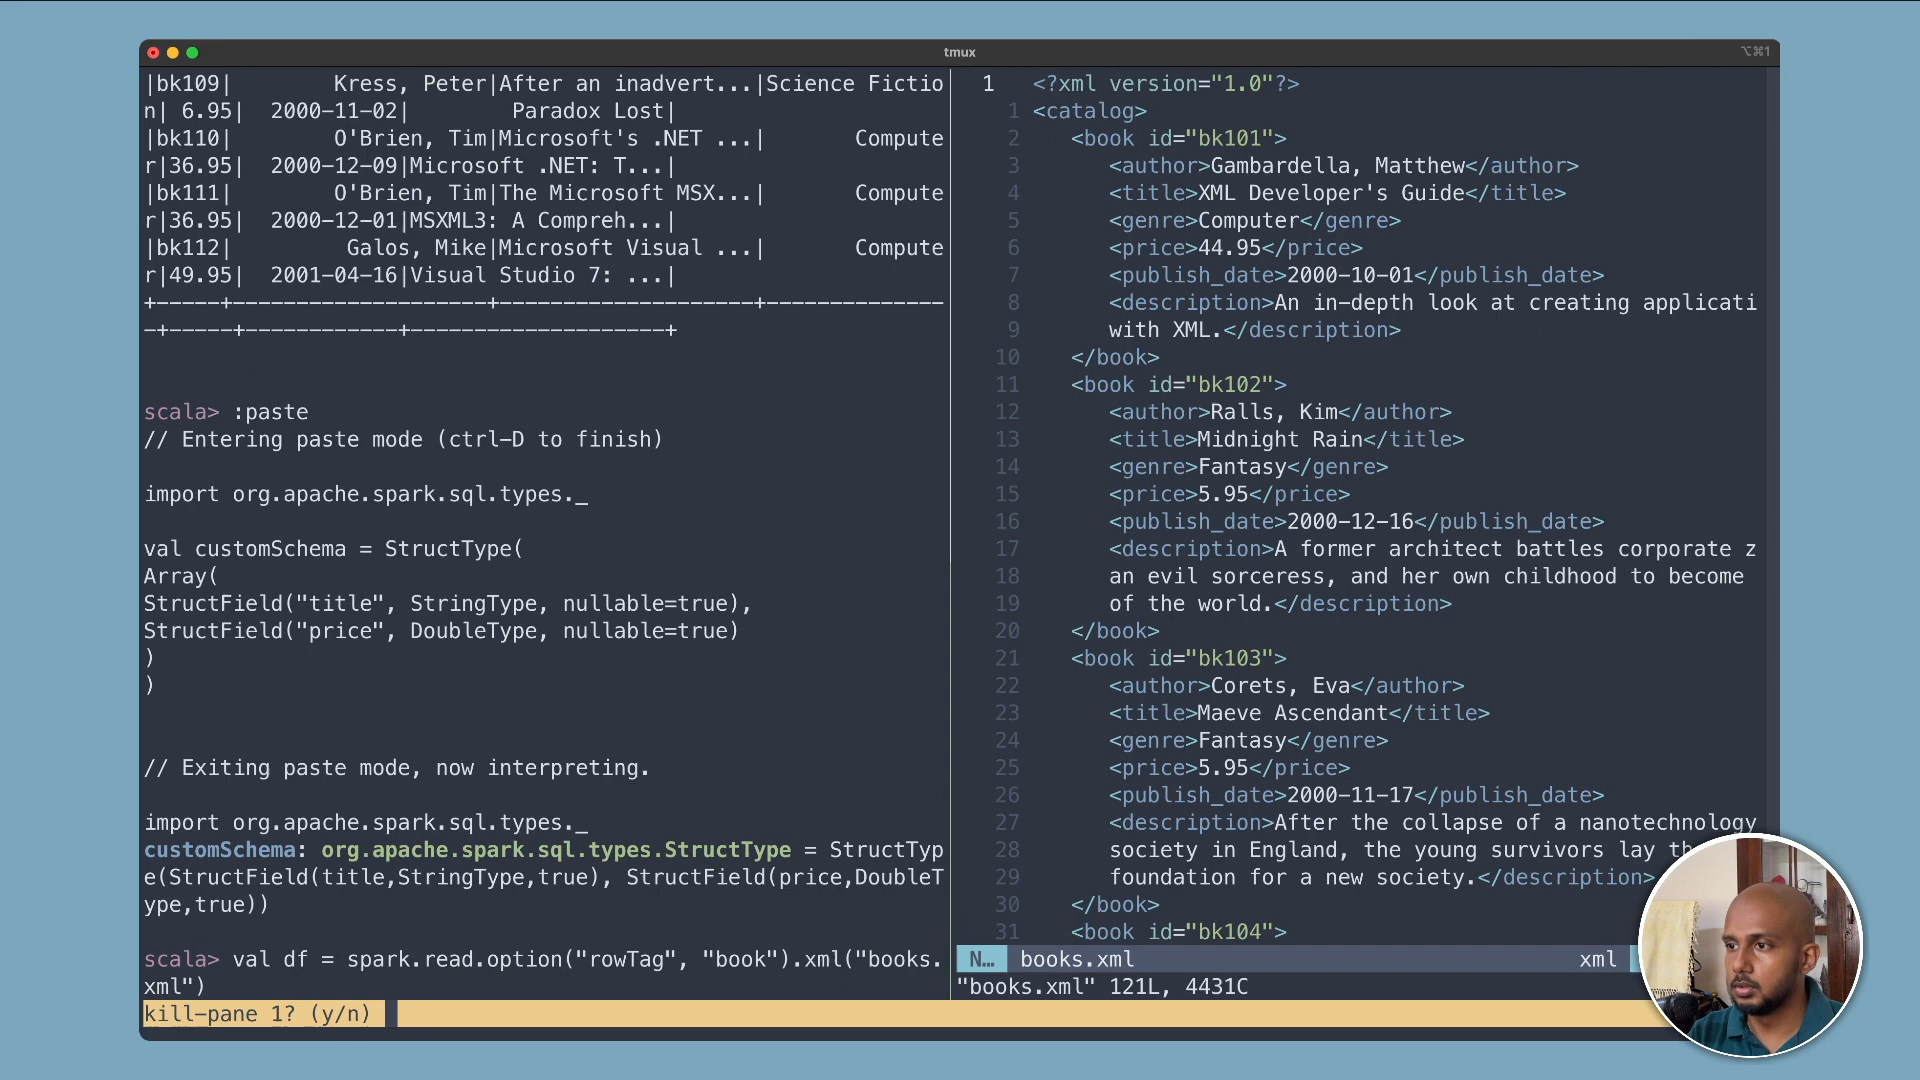 tmux
⌥⌘1
|bk109|        Kress, Peter|After an inadvert...|Science Fictio
n| 6.95|  2000-11-02|        Paradox Lost|
|bk110|        O'Brien, Tim|Microsoft's .NET ...|       Compute
r|36.95|  2000-12-09|Microsoft .NET: T...|
|bk111|        O'Brien, Tim|The Microsoft MSX...|       Compute
r|36.95|  2000-12-01|MSXML3: A Compreh...|
|bk112|         Galos, Mike|Microsoft Visual ...|       Compute
r|49.95|  2001-04-16|Visual Studio 7: ...|
+-----+--------------------+--------------------+--------------
-+-----+------------+--------------------+
scala> :paste
// Entering paste mode (ctrl-D to finish)
import org.apache.spark.sql.types._
val customSchema = StructType(
Array(
StructField("title", StringType, nullable=true),
StructField("price", DoubleType, nullable=true)
)
)
// Exiting paste mode, now interpreting.
import org.apache.spark.sql.types._
customSchema: org.apache.spark.sql.types.StructType = StructTyp
e(StructField(title,StringType,true), StructField(price,DoubleT
ype,true))
scala> val df = spark.read.option("rowTag", "book").xml("books.
xml")
kill-pane 1? (y/n)
1 <?xml version="1.0"?>
1 <catalog>
2    <book id="bk101">
3       <author>Gambardella, Matthew</author>
4       <title>XML Developer's Guide</title>
5       <genre>Computer</genre>
6       <price>44.95</price>
7       <publish_date>2000-10-01</publish_date>
8       <description>An in-depth look at creating applicati
9       with XML.</description>
10    </book>
11    <book id="bk102">
12       <author>Ralls, Kim</author>
13       <title>Midnight Rain</title>
14       <genre>Fantasy</genre>
15       <price>5.95</price>
16       <publish_date>2000-12-16</publish_date>
17       <description>A former architect battles corporate z
18       an evil sorceress, and her own childhood to become
19       of the world.</description>
20    </book>
21    <book id="bk103">
22       <author>Corets, Eva</author>
23       <title>Maeve Ascendant</title>
24       <genre>Fantasy</genre>
25       <price>5.95</price>
26       <publish_date>2000-11-17</publish_date>
27       <description>After the collapse of a nanotechnology
28       society in England, the young survivors lay
29       foundation for a new society.</description>
30    </book>
31    <book id="bk104">
N… books.xml xml
"books.xml" 121L, 4431C